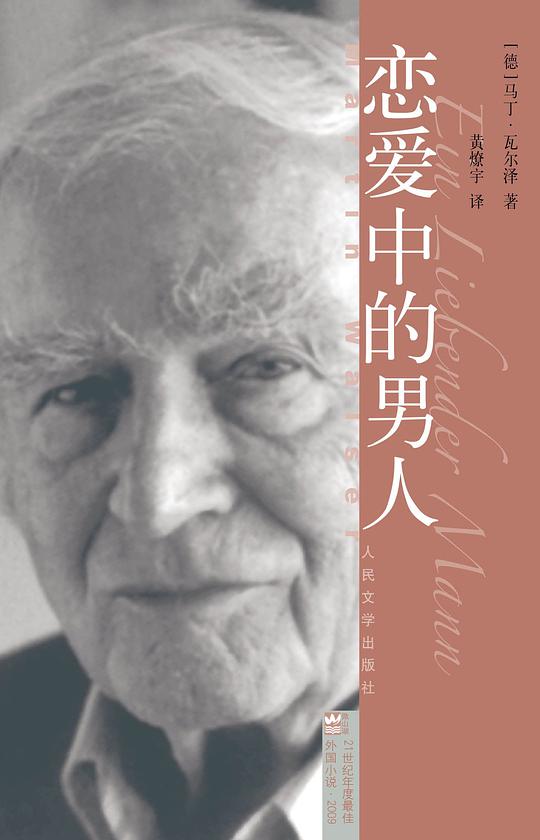 [德]马丁·瓦尔泽 著
黄燎宇 译
Ein Liebender Mann
恋爱中的男人
Martin Walser
人民文学出版社
21世纪年度最佳
外国小说·2009